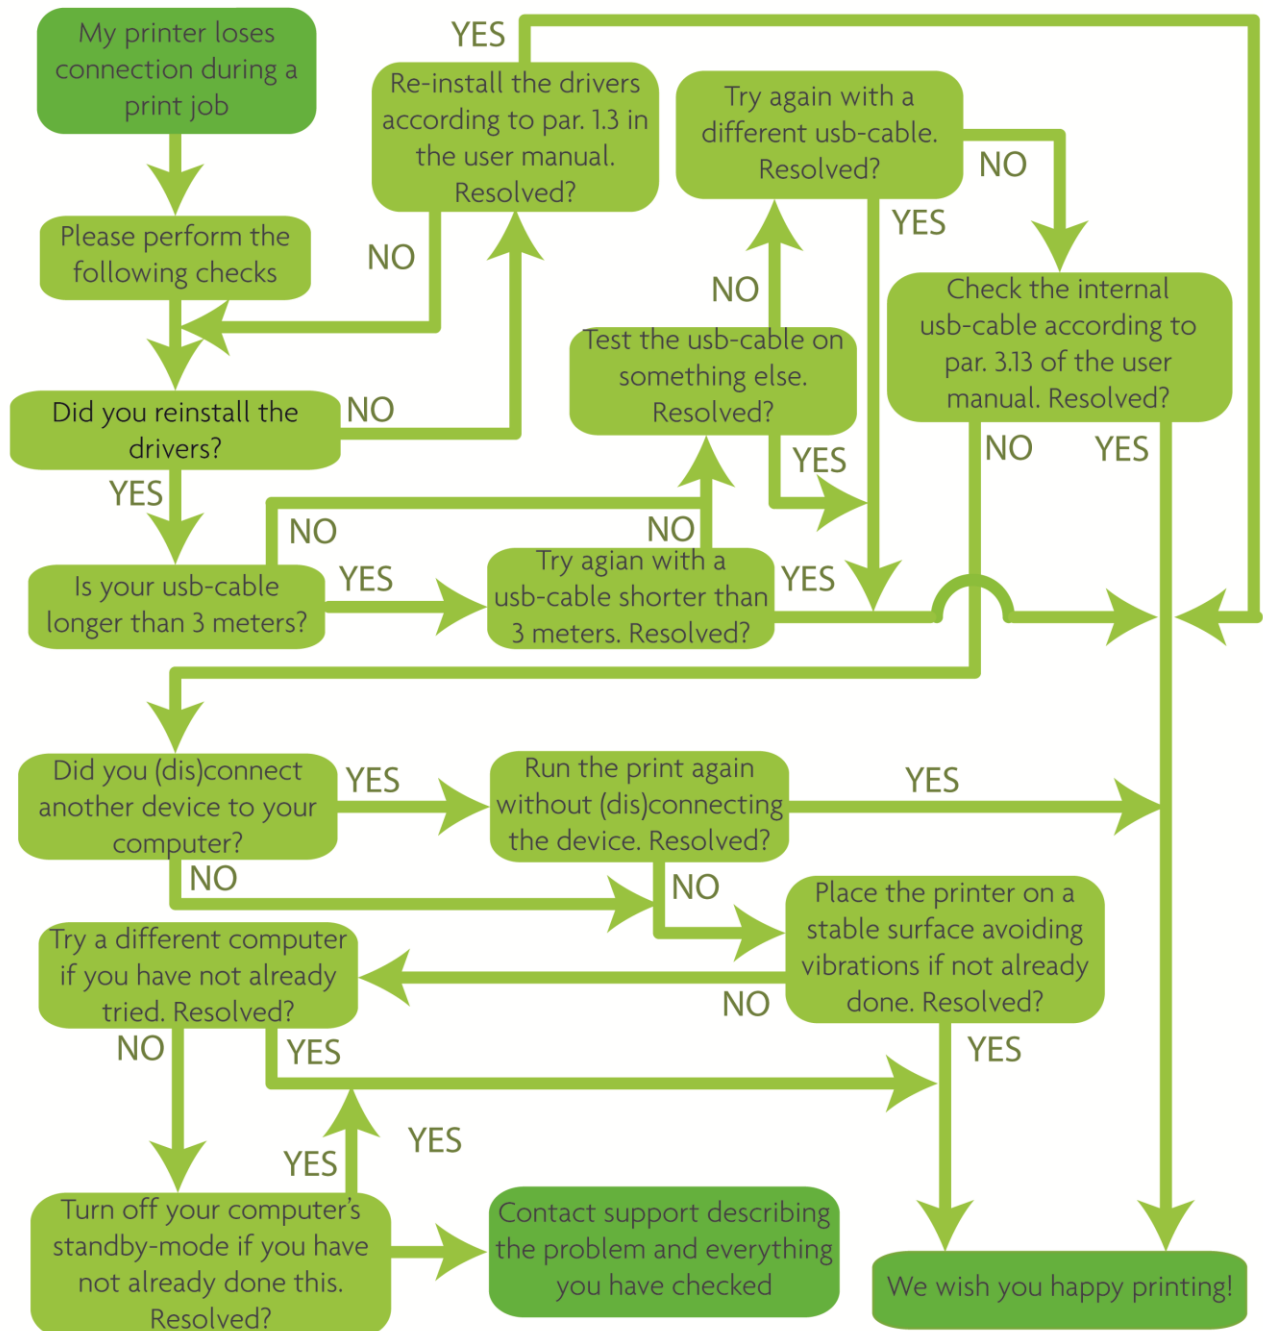 My printer loses
connection during a
print job
Please perform the
following checks
Did you reinstall the
drivers?
NO
YES
Re-install the drivers
according to par. 1.3 in
the user manual.
Resolved?
YES
NO
Is your usb-cable
longer than 3 meters?
NO
YES
Try agian with a
usb-cable shorter than
3 meters. Resolved?
NO
YES
Test the usb-cable on
something else.
Resolved?
NO
YES
Try again with a
different usb-cable.
Resolved?
NO
YES
Check the internal
usb-cable according to
par. 3.13 of the user
manual. Resolved?
NO
YES
Did you (dis)connect
another device to your
computer?
YES
NO
Run the print again
without (dis)connecting
the device. Resolved?
YES
NO
Place the printer on a
stable surface avoiding
vibrations if not already
done. Resolved?
NO
YES
Try a different computer
if you have not already
tried. Resolved?
NO
YES
Turn off your computer's
standby-mode if you have
not already done this.
Resolved?
YES
YES
Contact support describing
the problem and everything
you have checked
We wish you happy printing!